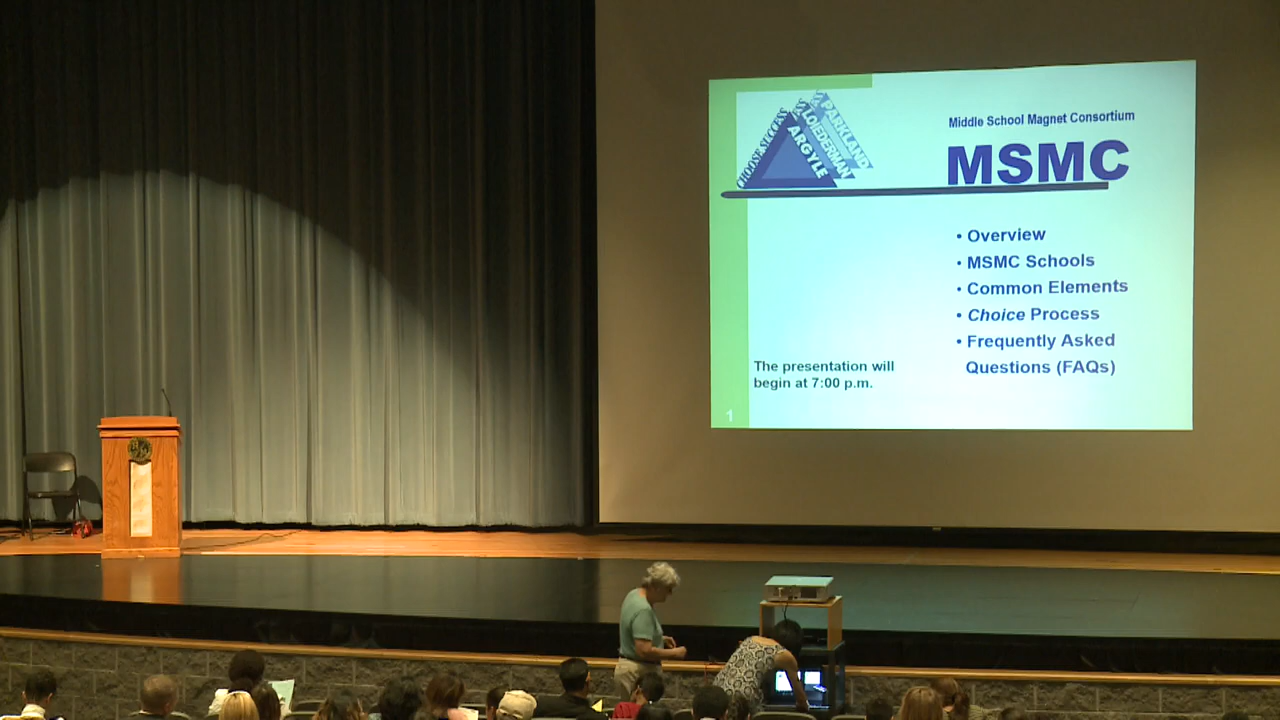 CHOOSE SUCCESS
PARKLAND
LOIEDERMAN
ARGYLE
Middle School Magnet Consortium
MSMC
• Overview
• MSMC Schools
• Common Elements
• Choice Process
• Frequently Asked
Questions (FAQs)
The presentation will
begin at 7:00 p.m.
1